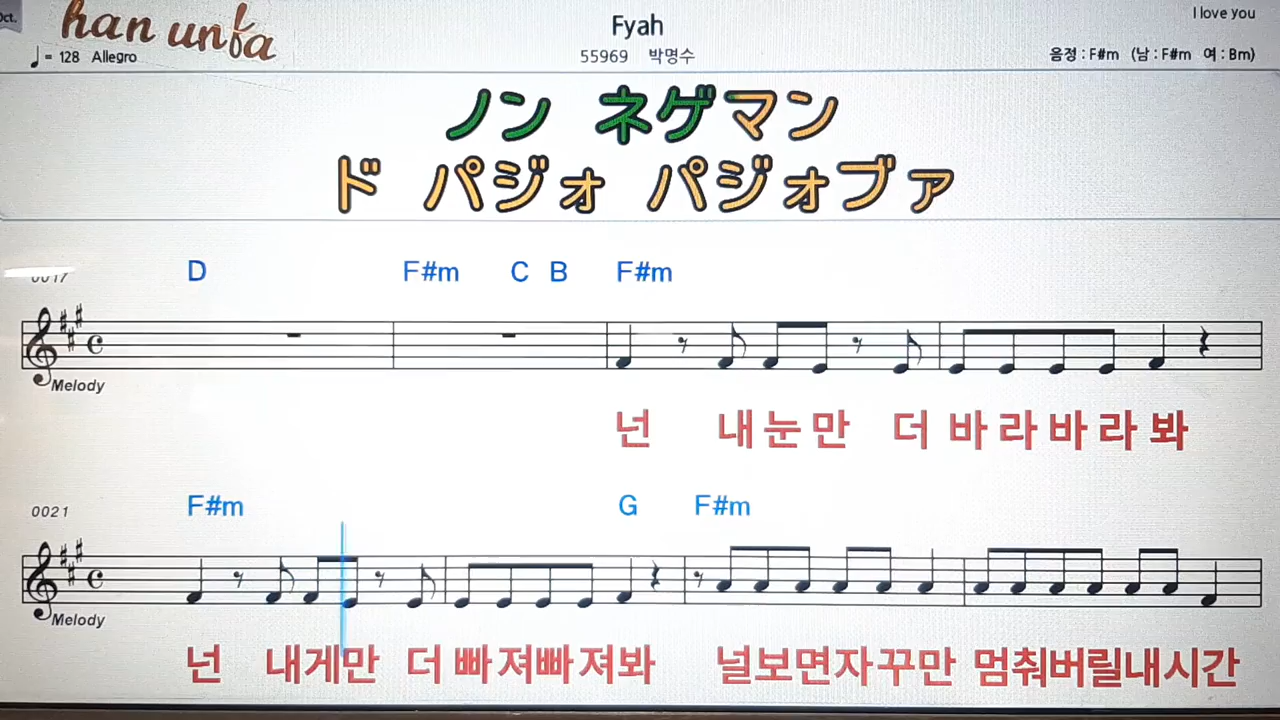 Oct.
han unfa
Fyah
I love you
♩= 128 Allegro
55969 박명수
음정 : F#m (남 : F#m 여 : Bm)
ノン ネゲマン
ド パジォ パジォブァ
0017
D F#m C B F#m
Melody
넌 내눈만 더 바라바라봐
0021
F#m G F#m
Melody
넌 내게만 더 빠져빠져봐 널보면자꾸만 멈춰버릴내시간